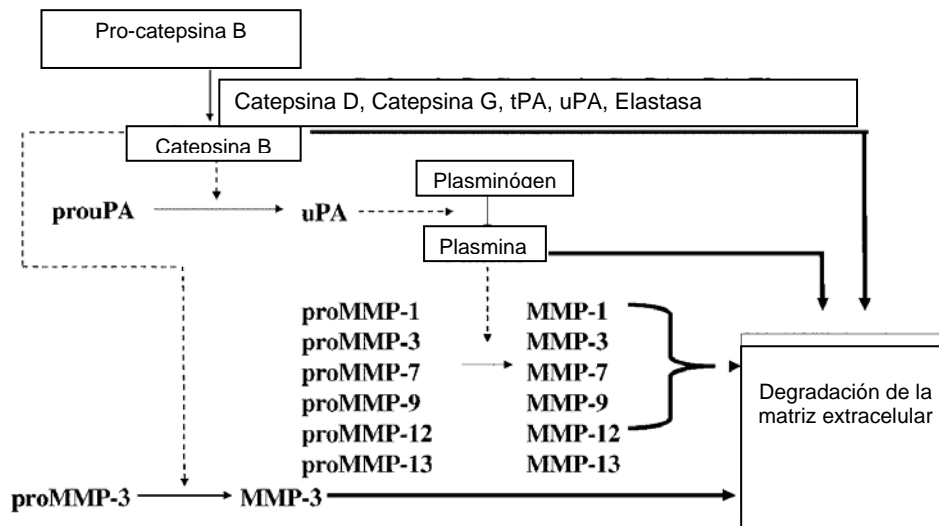 Pro-catepsina B
Catepsina D, Catepsina G, tPA, uPA, Elastasa
Catepsina B
Plasminógen
prouPA
uPA
Plasmina
proMMP-1
MMP-1
proMMP-3
MMP-3
proMMP-7
MMP-7
proMMP-9
MMP-9
proMMP-12
MMP-12
proMMP-13
MMP-13
Degradación de la
matriz extracelular
proMMP-3
MMP-3